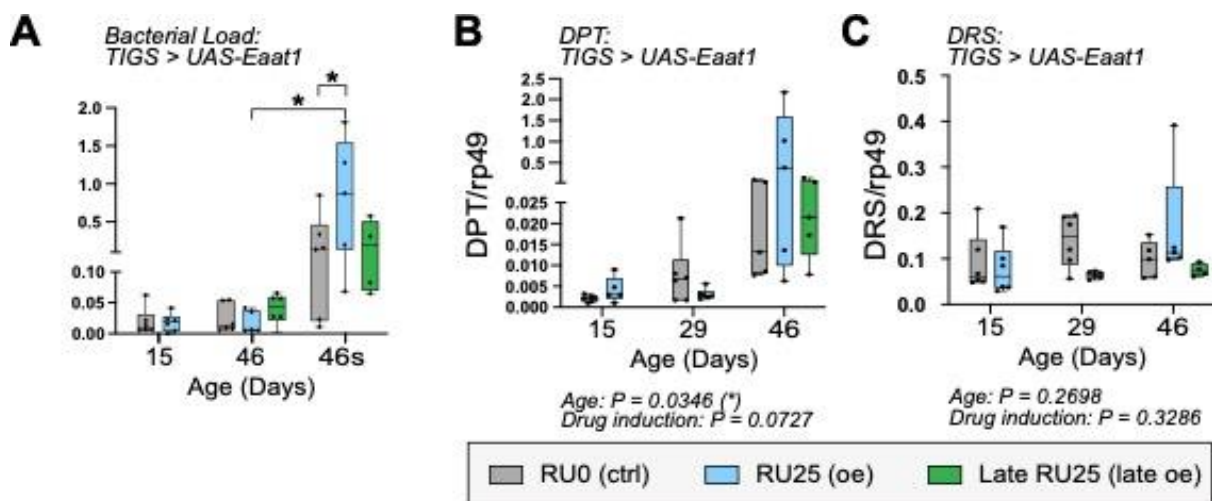 A
Bacterial Load:
TIGS > UAS-Eaat1
*
*
2.0
1.5
1.0
0.5
0.10
0.05
0.00
15
46
46s
Age (Days)
B
DPT:
TIGS > UAS-Eaat1
DPT/rp49
2.5
2.0
1.5
1.0
0.5
0.025
0.020
0.015
0.010
0.005
0.000
15
29
46
Age (Days)
Age: P = 0.0346 (*)
Drug induction: P = 0.0727
C
DRS:
TIGS > UAS-Eaat1
DRS/rp49
0.5
0.4
0.3
0.2
0.1
0.0
15
29
46
Age (Days)
Age: P = 0.2698
Drug induction: P = 0.3286
RU0 (ctrl)
RU25 (oe)
Late RU25 (late oe)